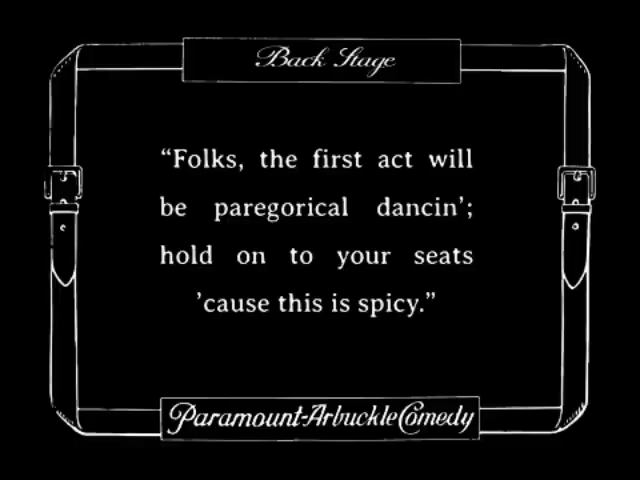 Back Stage
“Folks, the first act will
be paregorical dancin’;
hold on to your seats
’cause this is spicy.”
Paramount-Arbuckle Comedy